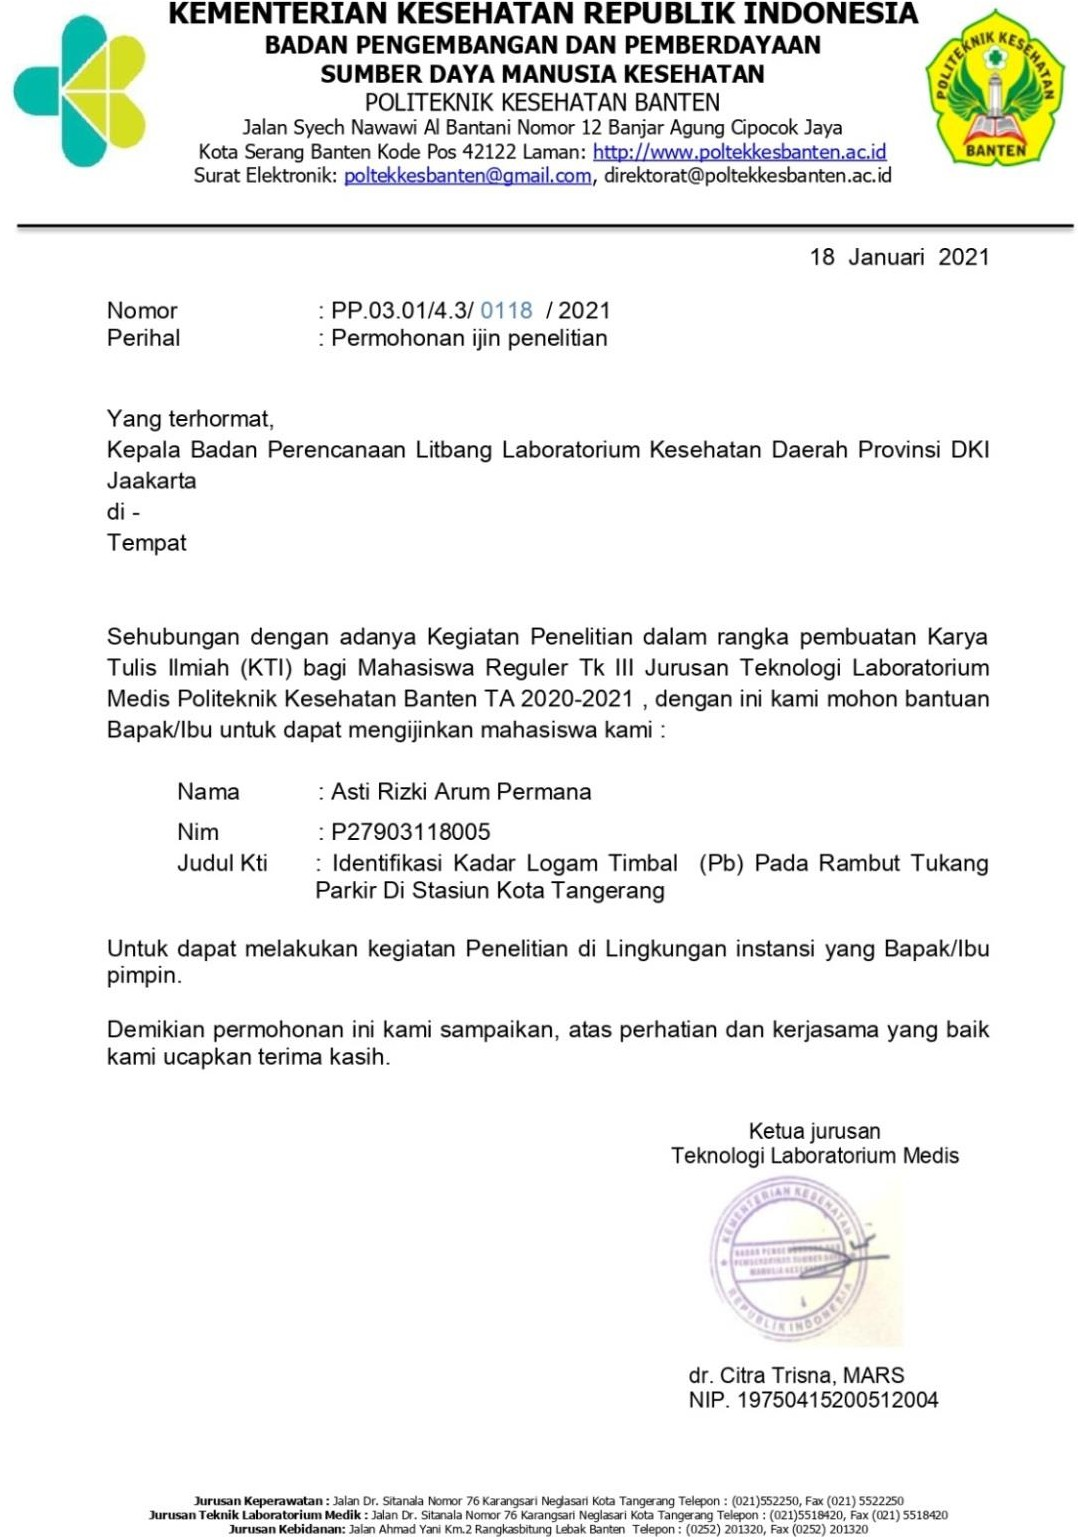 KEMENTERIAN KESEHATAN REPUBLIK INDONESIA
BADAN PENGEMBANGAN DAN PEMBERDAYAAN
SUMBER DAYA MANUSIA KESEHATAN
POLITEKNIK KESEHATAN BANTEN
Jalan Syech Nawawi Al Bantani Nomor 12 Banjar Agung Cipocok Jaya
Kota Serang Banten Kode Pos 42122 Laman: http://www.poltekkesbanten.ac.id
Surat Elektronik: poltekkesbanten@gmail.com, direktorat@poltekkesbanten.ac.id
POLITEKNIK KESEHATAN
BANTEN
18 Januari 2021
Nomor : PP.03.01/4.3/ 0118 / 2021
Perihal : Permohonan ijin penelitian
Yang terhormat,
Kepala Badan Perencanaan Litbang Laboratorium Kesehatan Daerah Provinsi DKI
Jaakarta
di -
Tempat
Sehubungan dengan adanya Kegiatan Penelitian dalam rangka pembuatan Karya
Tulis Ilmiah (KTI) bagi Mahasiswa Reguler Tk III Jurusan Teknologi Laboratorium
Medis Politeknik Kesehatan Banten TA 2020-2021 , dengan ini kami mohon bantuan
Bapak/Ibu untuk dapat mengijinkan mahasiswa kami :
Nama : Asti Rizki Arum Permana
Nim : P27903118005
Judul Kti : Identifikasi Kadar Logam Timbal (Pb) Pada Rambut Tukang
Parkir Di Stasiun Kota Tangerang
Untuk dapat melakukan kegiatan Penelitian di Lingkungan instansi yang Bapak/Ibu
pimpin.
Demikian permohonan ini kami sampaikan, atas perhatian dan kerjasama yang baik
kami ucapkan terima kasih.
Ketua jurusan
Teknologi Laboratorium Medis
KEMENTERIAN KESEHATAN
REPUBLIK INDONESIA
dr. Citra Trisna, MARS
NIP. 19750415200512004
Jurusan Keperawatan : Jalan Dr. Sitanala Nomor 76 Karangsari Neglasari Kota Tangerang Telepon : (021)552250, Fax (021) 5522250
Jurusan Teknik Laboratorium Medik : Jalan Dr. Sitanala Nomor 76 Karangsari Neglasari Kota Tangerang Telepon : (021)5518420, Fax (021) 5518420
Jurusan Kebidanan: Jalan Ahmad Yani Km.2 Rangkasbitung Lebak Banten Telepon : (0252) 201320, Fax (0252) 201320